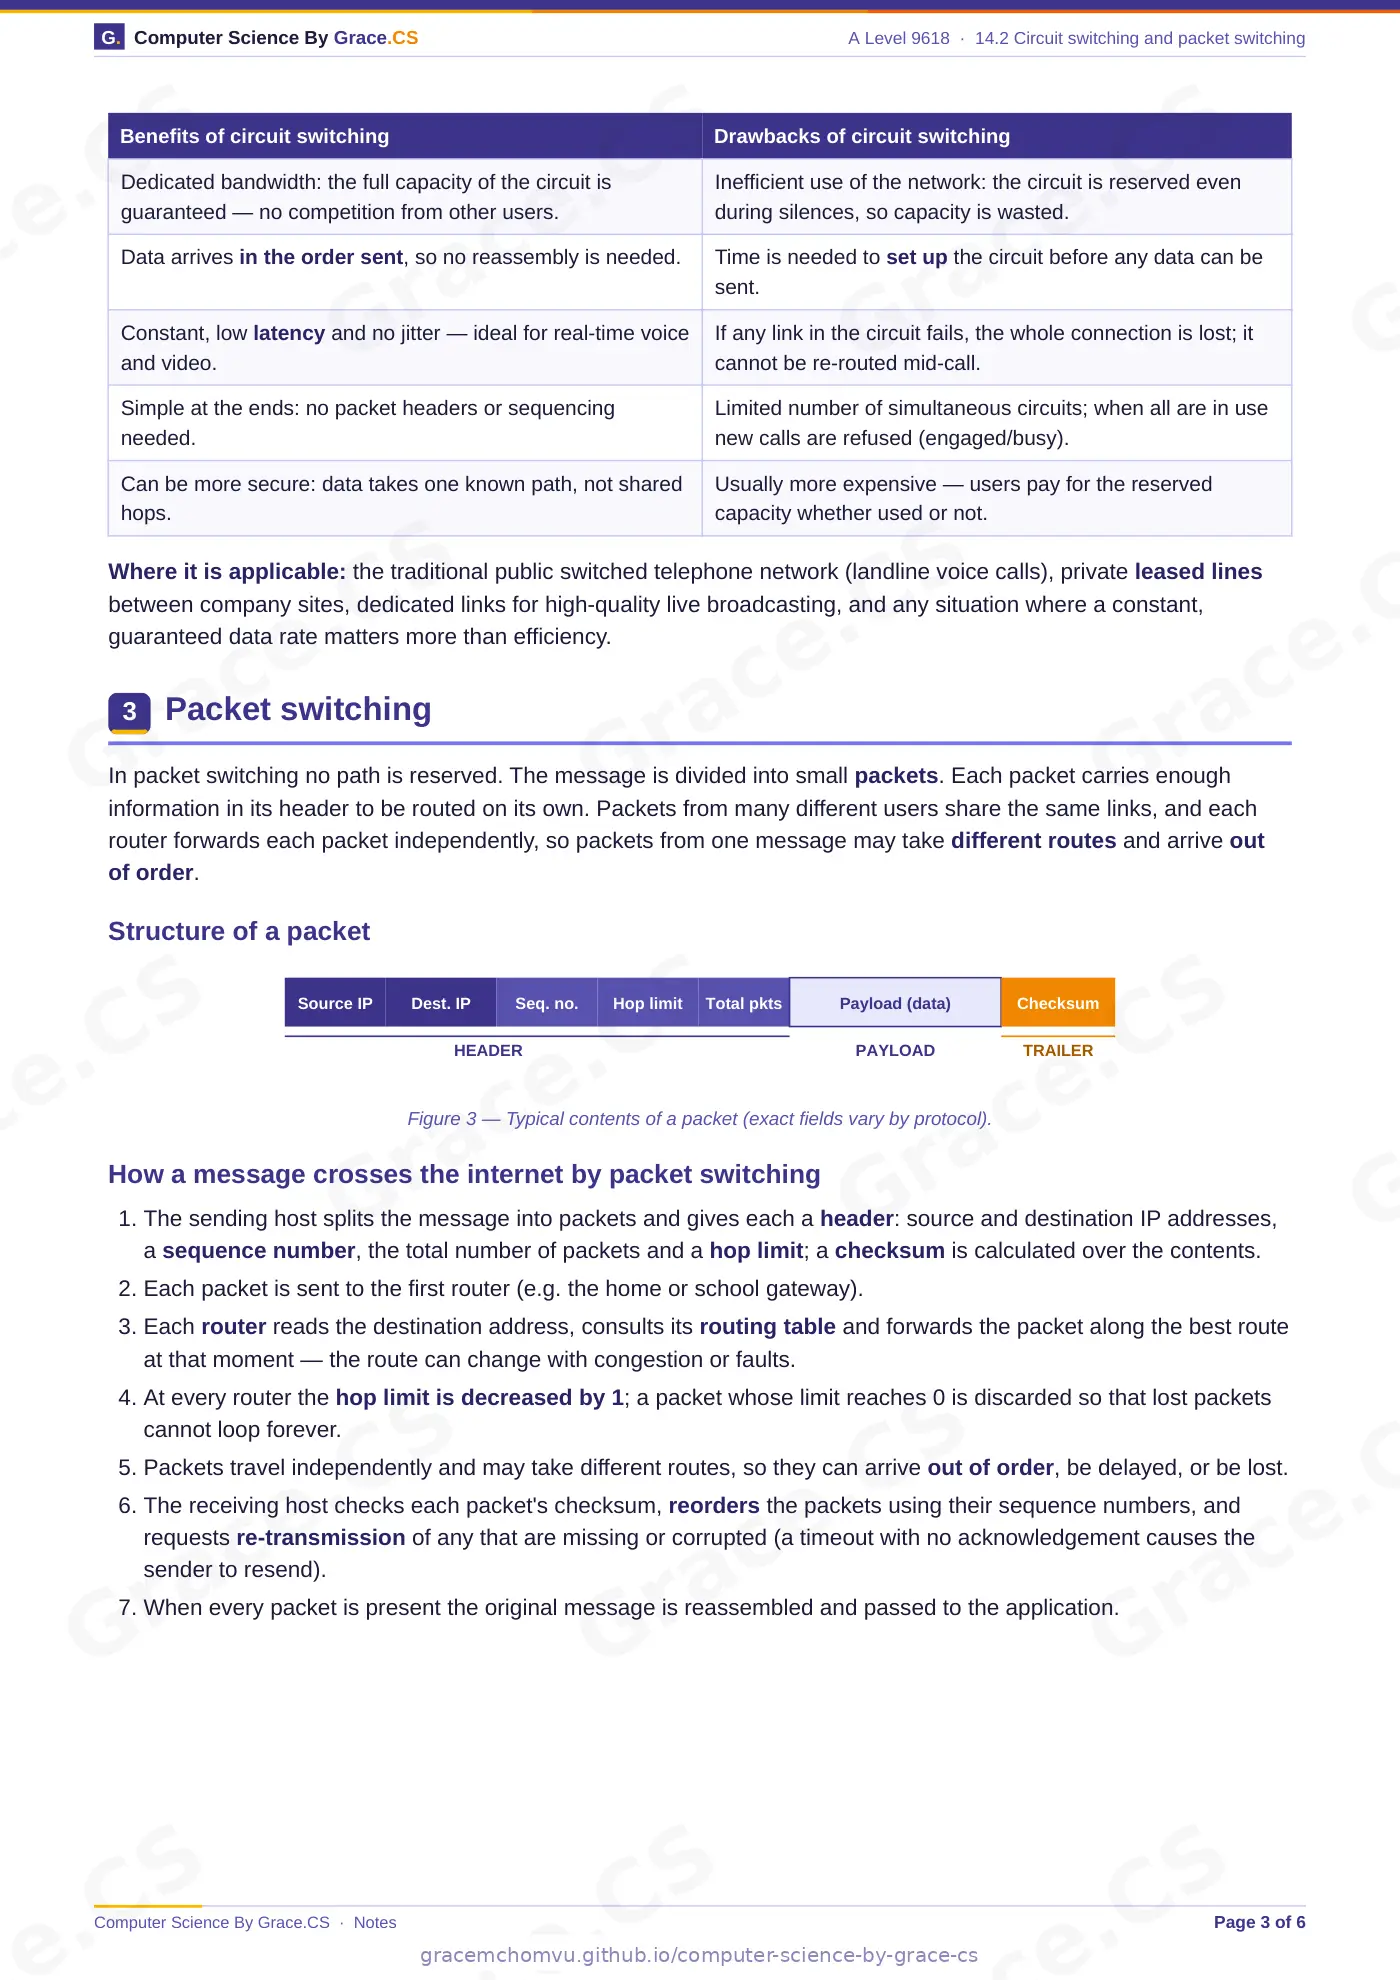 G. Computer Science By Grace.CS
A Level 9618 · 14.2 Circuit switching and packet switching
Benefits of circuit switching
Drawbacks of circuit switching
Dedicated bandwidth: the full capacity of the circuit is
guaranteed — no competition from other users.
Inefficient use of the network: the circuit is reserved even
during silences, so capacity is wasted.
Data arrives in the order sent, so no reassembly is needed.
Time is needed to set up the circuit before any data can be
sent.
Constant, low latency and no jitter — ideal for real-time voice
and video.
If any link in the circuit fails, the whole connection is lost; it
cannot be re-routed mid-call.
Simple at the ends: no packet headers or sequencing
needed.
Limited number of simultaneous circuits; when all are in use
new calls are refused (engaged/busy).
Can be more secure: data takes one known path, not shared
hops.
Usually more expensive — users pay for the reserved
capacity whether used or not.
Where it is applicable: the traditional public switched telephone network (landline voice calls), private leased lines
between company sites, dedicated links for high-quality live broadcasting, and any situation where a constant,
guaranteed data rate matters more than efficiency.
3 Packet switching
In packet switching no path is reserved. The message is divided into small packets. Each packet carries enough
information in its header to be routed on its own. Packets from many different users share the same links, and each
router forwards each packet independently, so packets from one message may take different routes and arrive out
of order.
Structure of a packet
Source IP Dest. IP Seq. no. Hop limit Total pkts Payload (data) Checksum
HEADER PAYLOAD TRAILER
Figure 3 — Typical contents of a packet (exact fields vary by protocol).
How a message crosses the internet by packet switching
1. The sending host splits the message into packets and gives each a header: source and destination IP addresses,
a sequence number, the total number of packets and a hop limit; a checksum is calculated over the contents.
2. Each packet is sent to the first router (e.g. the home or school gateway).
3. Each router reads the destination address, consults its routing table and forwards the packet along the best route
at that moment — the route can change with congestion or faults.
4. At every router the hop limit is decreased by 1; a packet whose limit reaches 0 is discarded so that lost packets
cannot loop forever.
5. Packets travel independently and may take different routes, so they can arrive out of order, be delayed, or be lost.
6. The receiving host checks each packet's checksum, reorders the packets using their sequence numbers, and
requests re-transmission of any that are missing or corrupted (a timeout with no acknowledgement causes the
sender to resend).
7. When every packet is present the original message is reassembled and passed to the application.
Computer Science By Grace.CS · Notes
Page 3 of 6
gracemchomvu.github.io/computer-science-by-grace-cs